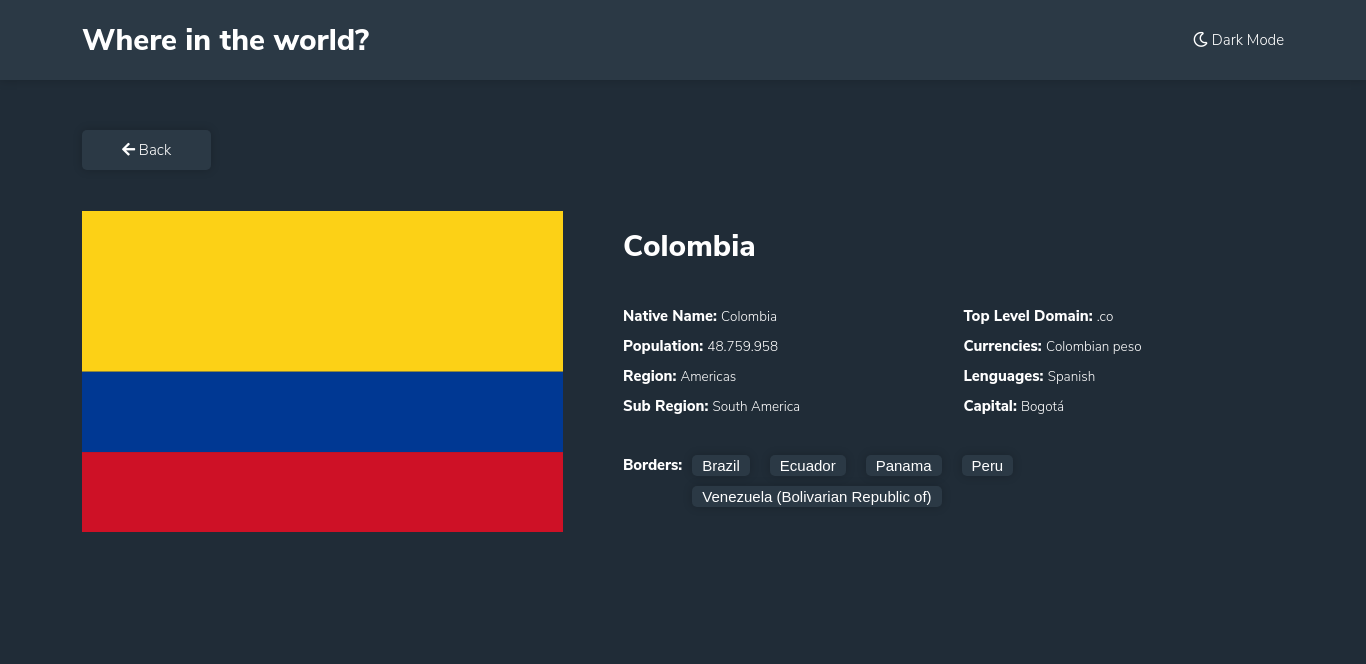 Where in the world?
Dark Mode
Back
Colombia
Native Name: Colombia
Population: 48.759.958
Region: Americas
Sub Region: South America
Top Level Domain: .co
Currencies: Colombian peso
Lenguages: Spanish
Capital: Bogotá
Borders: Brazil Ecuador Panama Peru
Venezuela (Bolivarian Republic of)